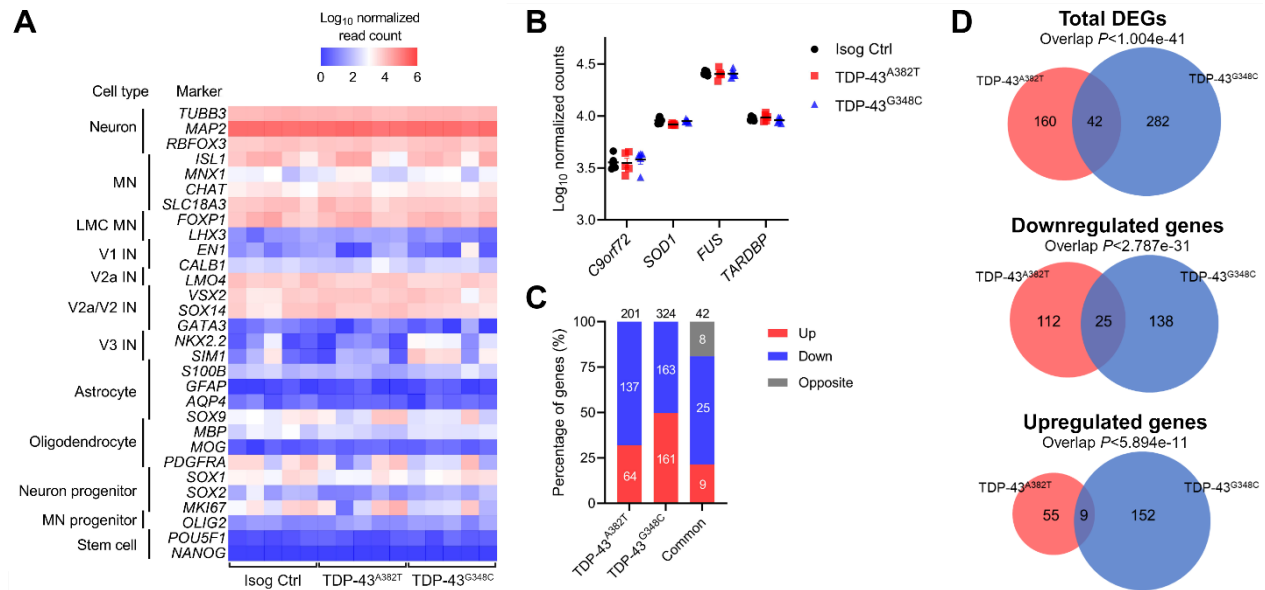 A
Log10 normalized
read count
0 2 4 6
Cell type Marker
Neuron
MN
LMC MN
V1 IN
V2a IN
V2a/V2 IN
V3 IN
Astrocyte
Oligodendrocyte
Neuron progenitor
MN progenitor
Stem cell
TUBB3
MAP2
RBFOX3
ISL1
MNX1
CHAT
SLC18A3
FOXP1
LHX3
EN1
CALB1
LMO4
VSX2
SOX14
GATA3
NKX2.2
SIM1
S100B
GFAP
AQP4
SOX9
MBP
MOG
PDGFRA
SOX1
SOX2
MKI67
OLIG2
POU5F1
NANOG
Isog Ctrl TDP-43A382T TDP-43G348C
B
Log10 normalized counts
4.5
4.0
3.5
3.0
C9orf72 SOD1 FUS TARDBP
Isog Ctrl
TDP-43A382T
TDP-43G348C
C
Percentage of genes (%)
100
75
50
25
0
201 324 42
137 163 8
25
64 161 9
TDP-43A382T TDP-43G348C Common
Up
Down
Opposite
D
Total DEGs
Overlap P<1.004e-41
TDP-43A382T TDP-43G348C
160 42 282
Downregulated genes
Overlap P<2.787e-31
TDP-43A382T TDP-43G348C
112 25 138
Upregulated genes
Overlap P<5.894e-11
TDP-43A382T TDP-43G348C
55 9 152